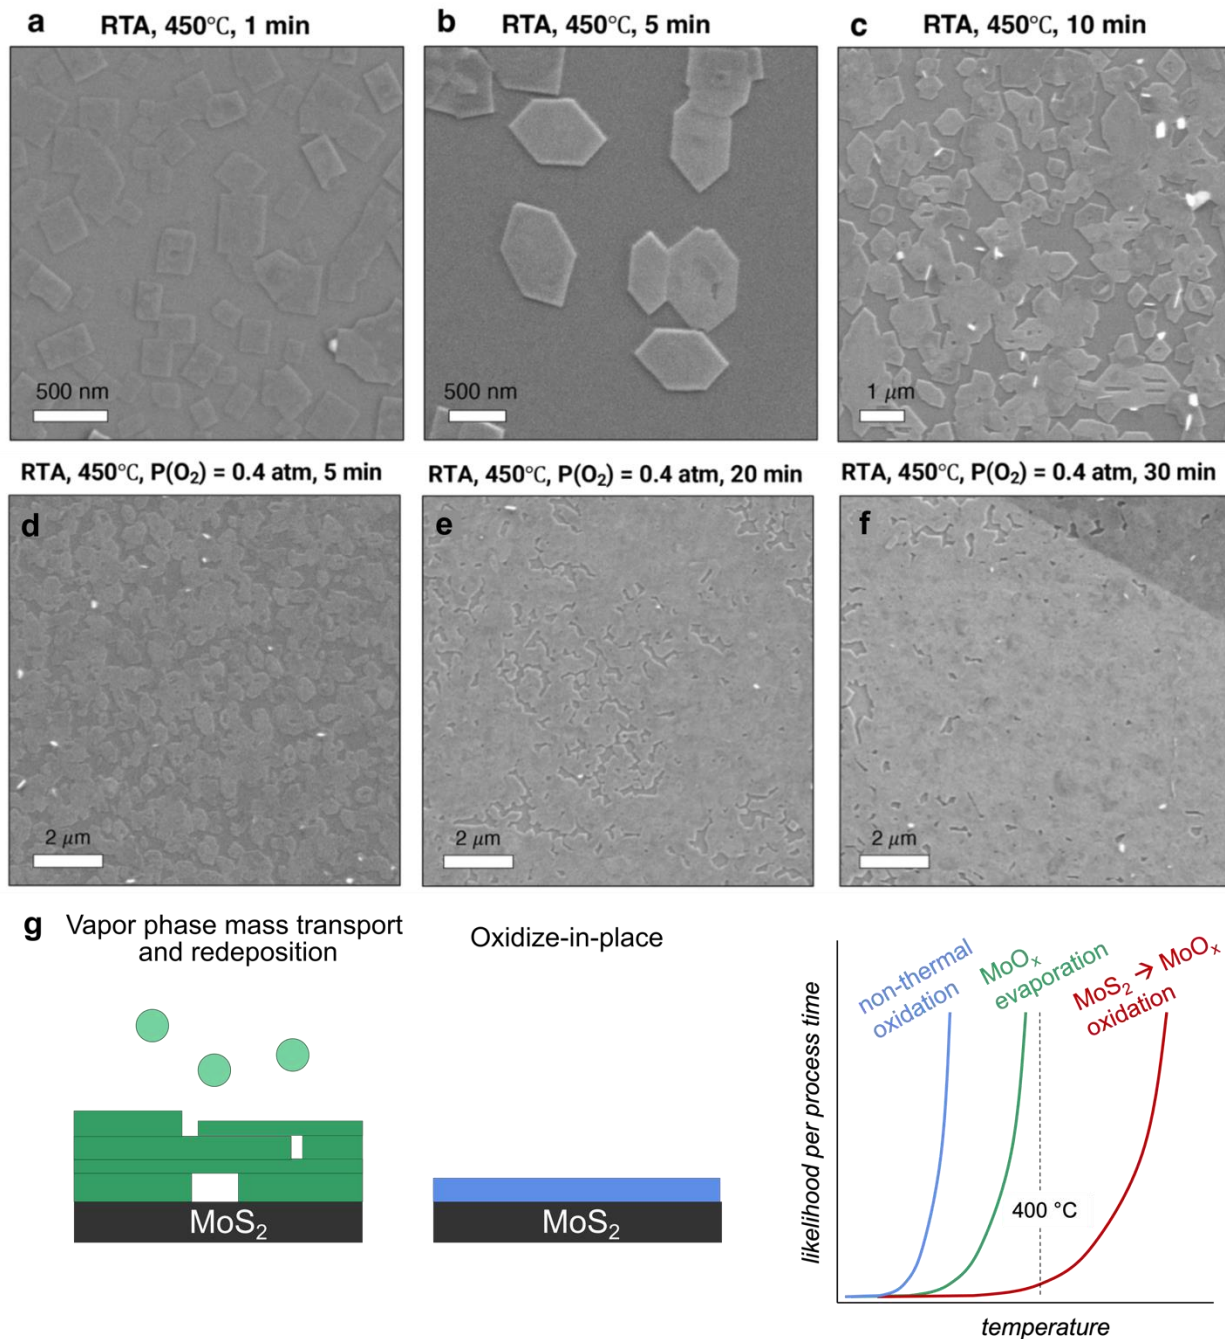 a RTA, 450℃, 1 min
b RTA, 450℃, 5 min
c RTA, 450℃, 10 min
500 nm
500 nm
1 μm
RTA, 450℃, P(O₂) = 0.4 atm, 5 min
RTA, 450℃, P(O₂) = 0.4 atm, 20 min
RTA, 450℃, P(O₂) = 0.4 atm, 30 min
d
e
f
2 μm
2 μm
2 μm
g Vapor phase mass transport
and redeposition
MoS₂
Oxidize-in-place
MoS₂
likelihood per process time
non-thermal
oxidation
MoOₓ
evaporation
MoS₂ → MoOₓ
oxidation
400 °C
temperature